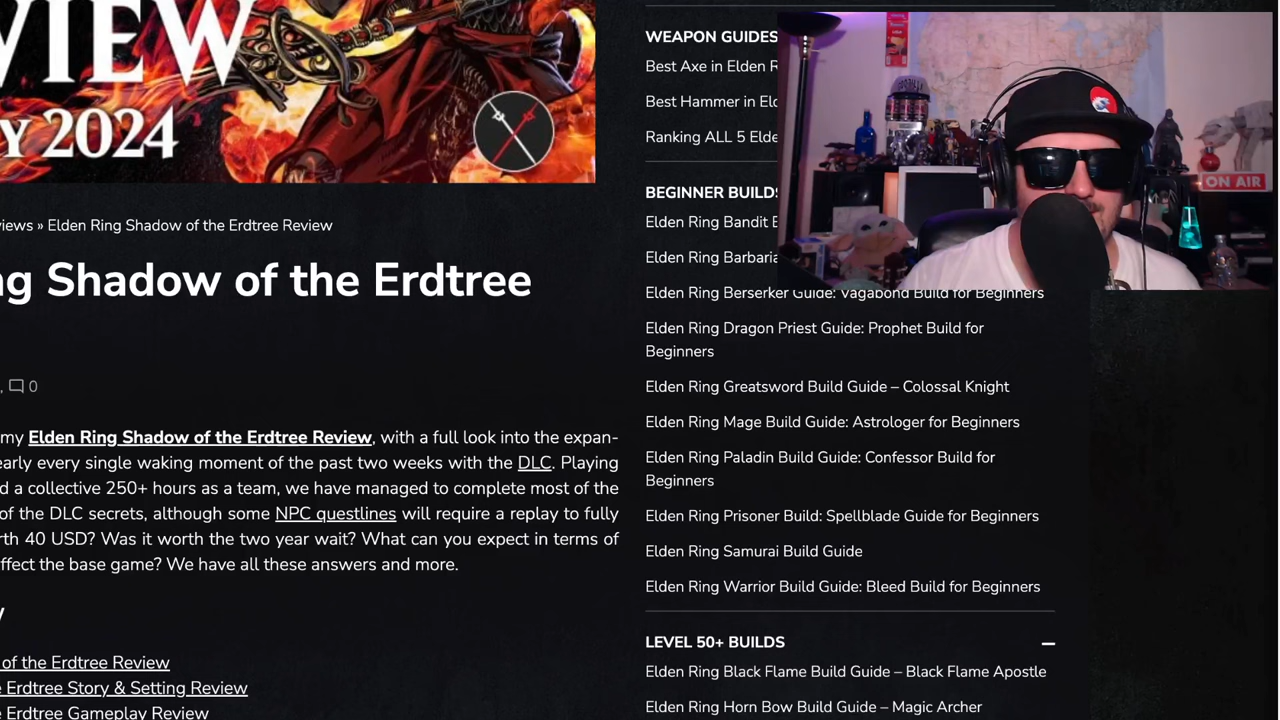 VIEW
Y 2024
iews » Elden Ring Shadow of the Erdtree Review
ng Shadow of the Erdtree
, 0
my Elden Ring Shadow of the Erdtree Review, with a full look into the expan-
early every single waking moment of the past two weeks with the DLC. Playing
d a collective 250+ hours as a team, we have managed to complete most of the
of the DLC secrets, although some NPC questlines will require a replay to fully
rth 40 USD? Was it worth the two year wait? What can you expect in terms of
ffect the base game? We have all these answers and more.
of the Erdtree Review
e Erdtree Story & Setting Review
e Erdtree Gameplay Review
WEAPON GUIDES
Best Axe in Elden R
Best Hammer in Eld
Ranking ALL 5 Elde
BEGINNER BUILDS
Elden Ring Bandit B
Elden Ring Barbaria
Elden Ring Berserker Guide: Vagabond Build for Beginners
Elden Ring Dragon Priest Guide: Prophet Build for
Beginners
Elden Ring Greatsword Build Guide – Colossal Knight
Elden Ring Mage Build Guide: Astrologer for Beginners
Elden Ring Paladin Build Guide: Confessor Build for
Beginners
Elden Ring Prisoner Build: Spellblade Guide for Beginners
Elden Ring Samurai Build Guide
Elden Ring Warrior Build Guide: Bleed Build for Beginners
LEVEL 50+ BUILDS
Elden Ring Black Flame Build Guide – Black Flame Apostle
Elden Ring Horn Bow Build Guide – Magic Archer
ON AIR